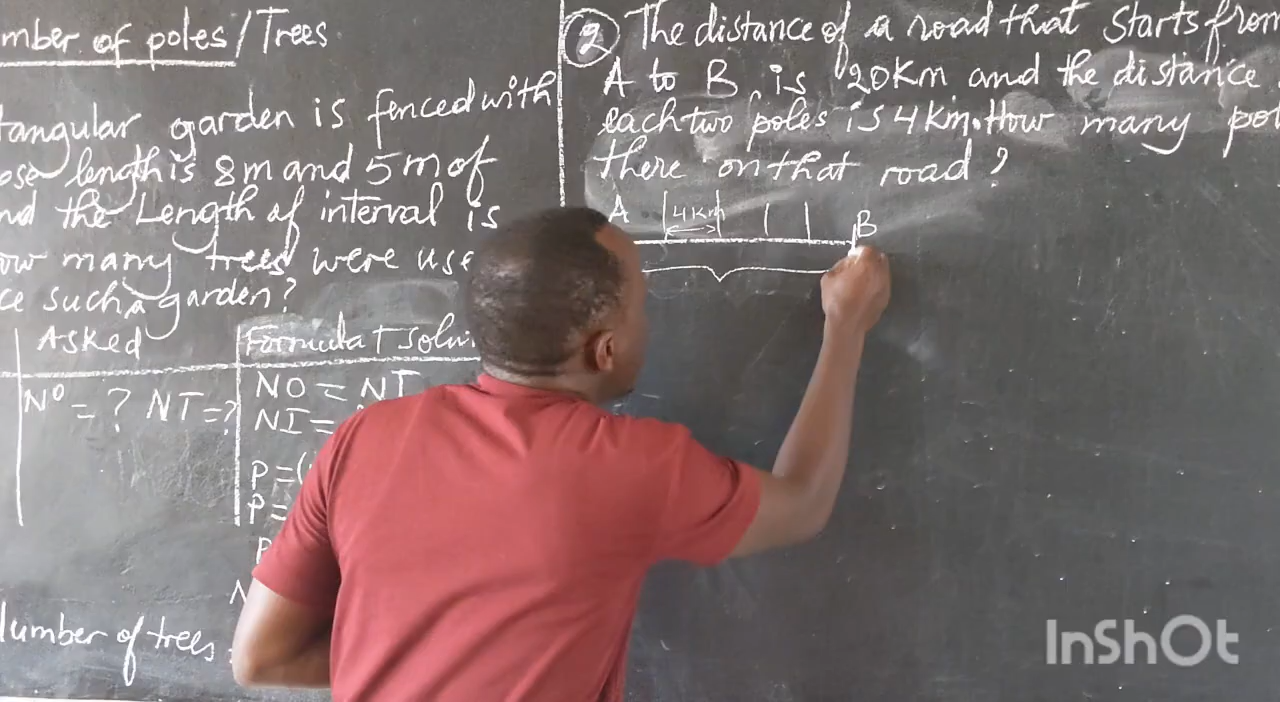 mber of poles/Trees
tangular garden is fenced with
ose length is 8m and 5m of
nd the Length of interval is
ow many trees were use
ce such a garden?
Asked
Formula + solu
N° = ? NT = ?
NO = NT
NI =
P = (
P =
P
N
Number of trees
2 The distance of a road that starts from
A to B is 20Km and the distance
each two poles is 4km. How many pol
there on that road?
A 4Km B
InShOt